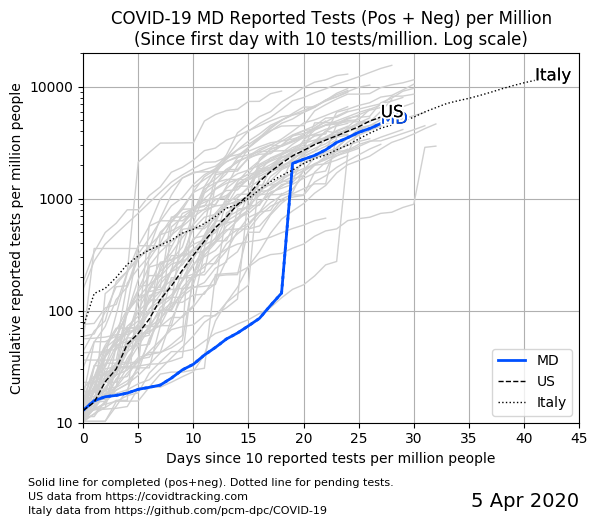 COVID-19 MD Reported Tests (Pos + Neg) per Million
(Since first day with 10 tests/million. Log scale)
Cumulative reported tests per million people
10000
1000
100
10
Italy
US
MD
MD
US
Italy
0 5 10 15 20 25 30 35 40 45
Days since 10 reported tests per million people
Solid line for completed (pos+neg). Dotted line for pending tests.
US data from https://covidtracking.com
Italy data from https://github.com/pcm-dpc/COVID-19
5 Apr 2020